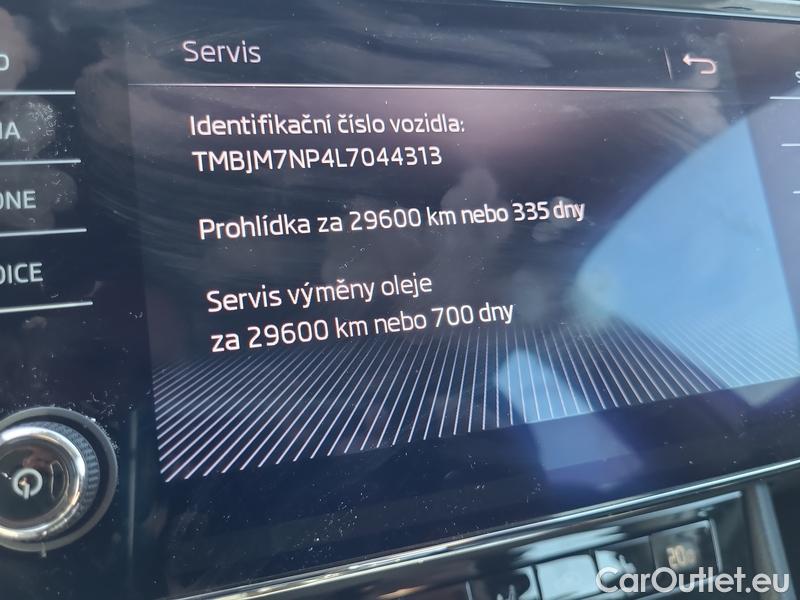 Servis
Identifikační číslo vozidla:
TMBJM7NP4L7044313
Prohlídka za 29600 km nebo 335 dny
Servis výměny oleje
za 29600 km nebo 700 dny
CarOutlet.eu